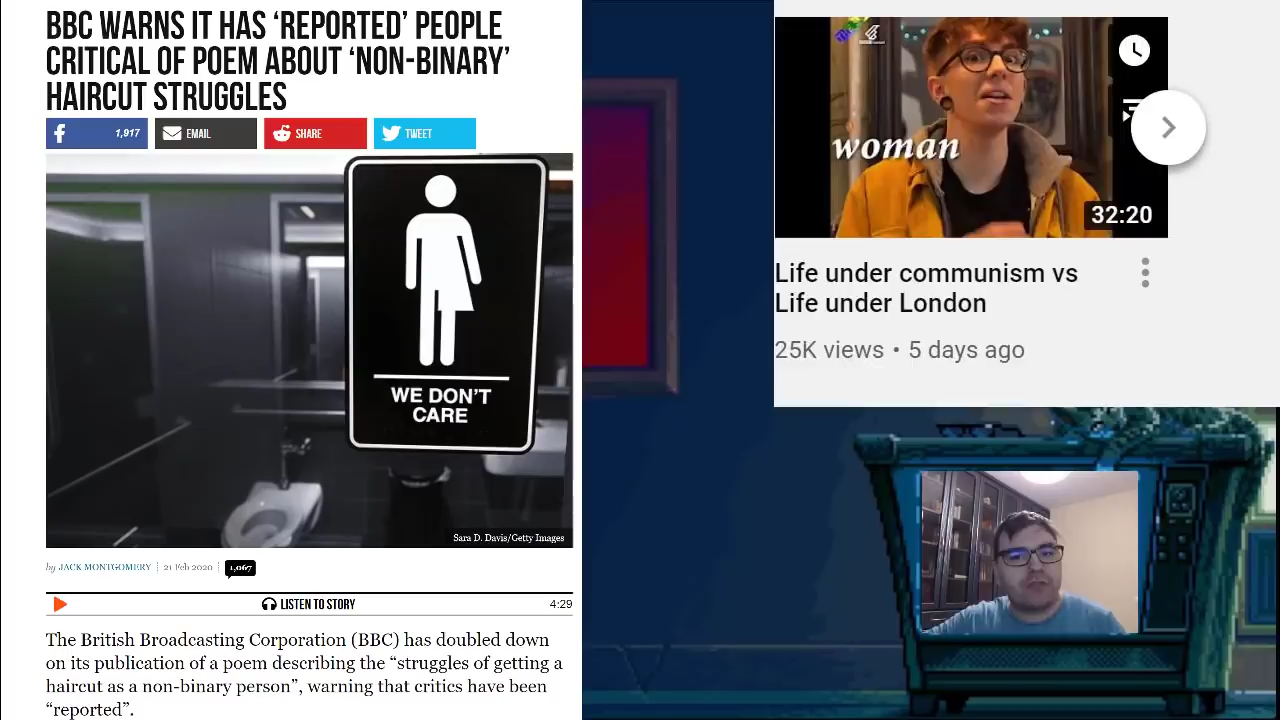 BBC WARNS IT HAS ‘REPORTED’ PEOPLE
CRITICAL OF POEM ABOUT ‘NON-BINARY’
HAIRCUT STRUGGLES
1,917
EMAIL
SHARE
TWEET
WE DON'T
CARE
Sara D. Davis/Getty Images
by JACK MONTGOMERY | 21 Feb 2020 | 1,067
LISTEN TO STORY
4:29
The British Broadcasting Corporation (BBC) has doubled down
on its publication of a poem describing the “struggles of getting a
haircut as a non-binary person”, warning that critics have been
“reported”.
woman
32:20
Life under communism vs
Life under London
25K views • 5 days ago